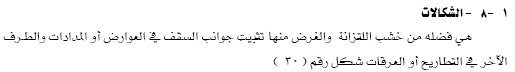 ١ -٨ - الشكالات
هي فضله من خشب اللتزانة والغرض منها تثبيت جوانب السقف في العوارض أو المدادات والطرف
الآخر في التطاريح أو العرقات شكل رقم ( ٣٠ )